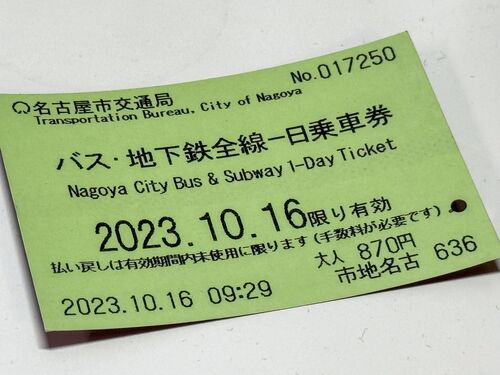 No.017250
名古屋市交通局
Transportation Bureau, City of Nagoya
バス・地下鉄全線一日乗車券
Nagoya City Bus & Subway 1-Day Ticket
2023.10.16限り有効
払い戻しは有効期間内未使用に限ります(手数料が必要です)。
大人 870円
2023.10.16 09:29 市地名古 636